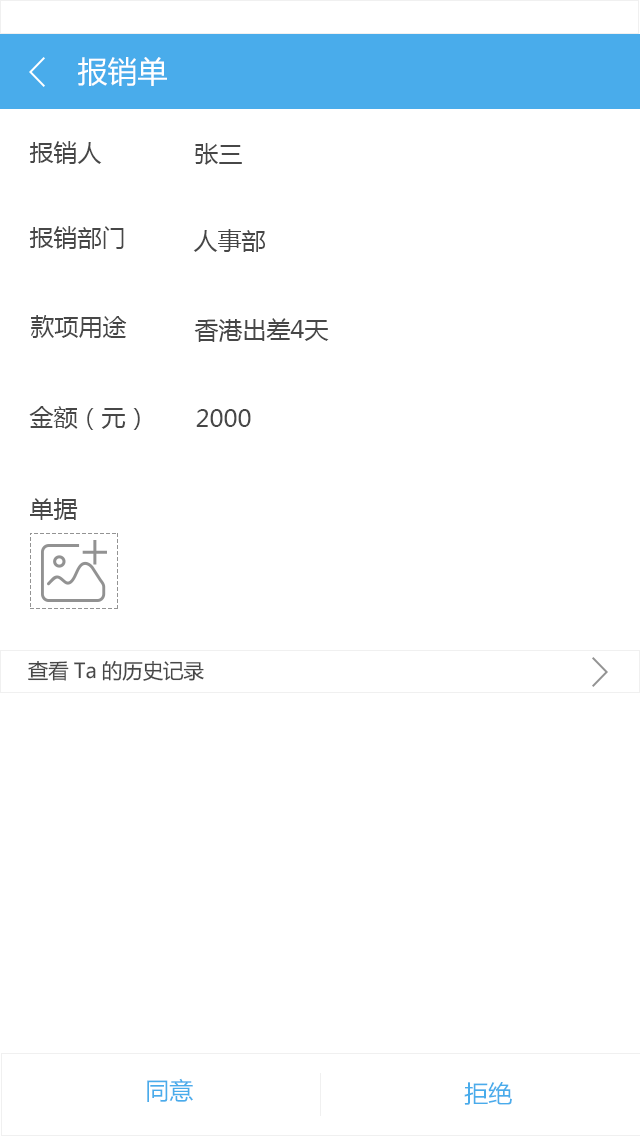 报销单
报销人 张三
报销部门 人事部
款项用途 香港出差4天
金额（元） 2000
单据
查看 Ta 的历史记录
同意 拒绝